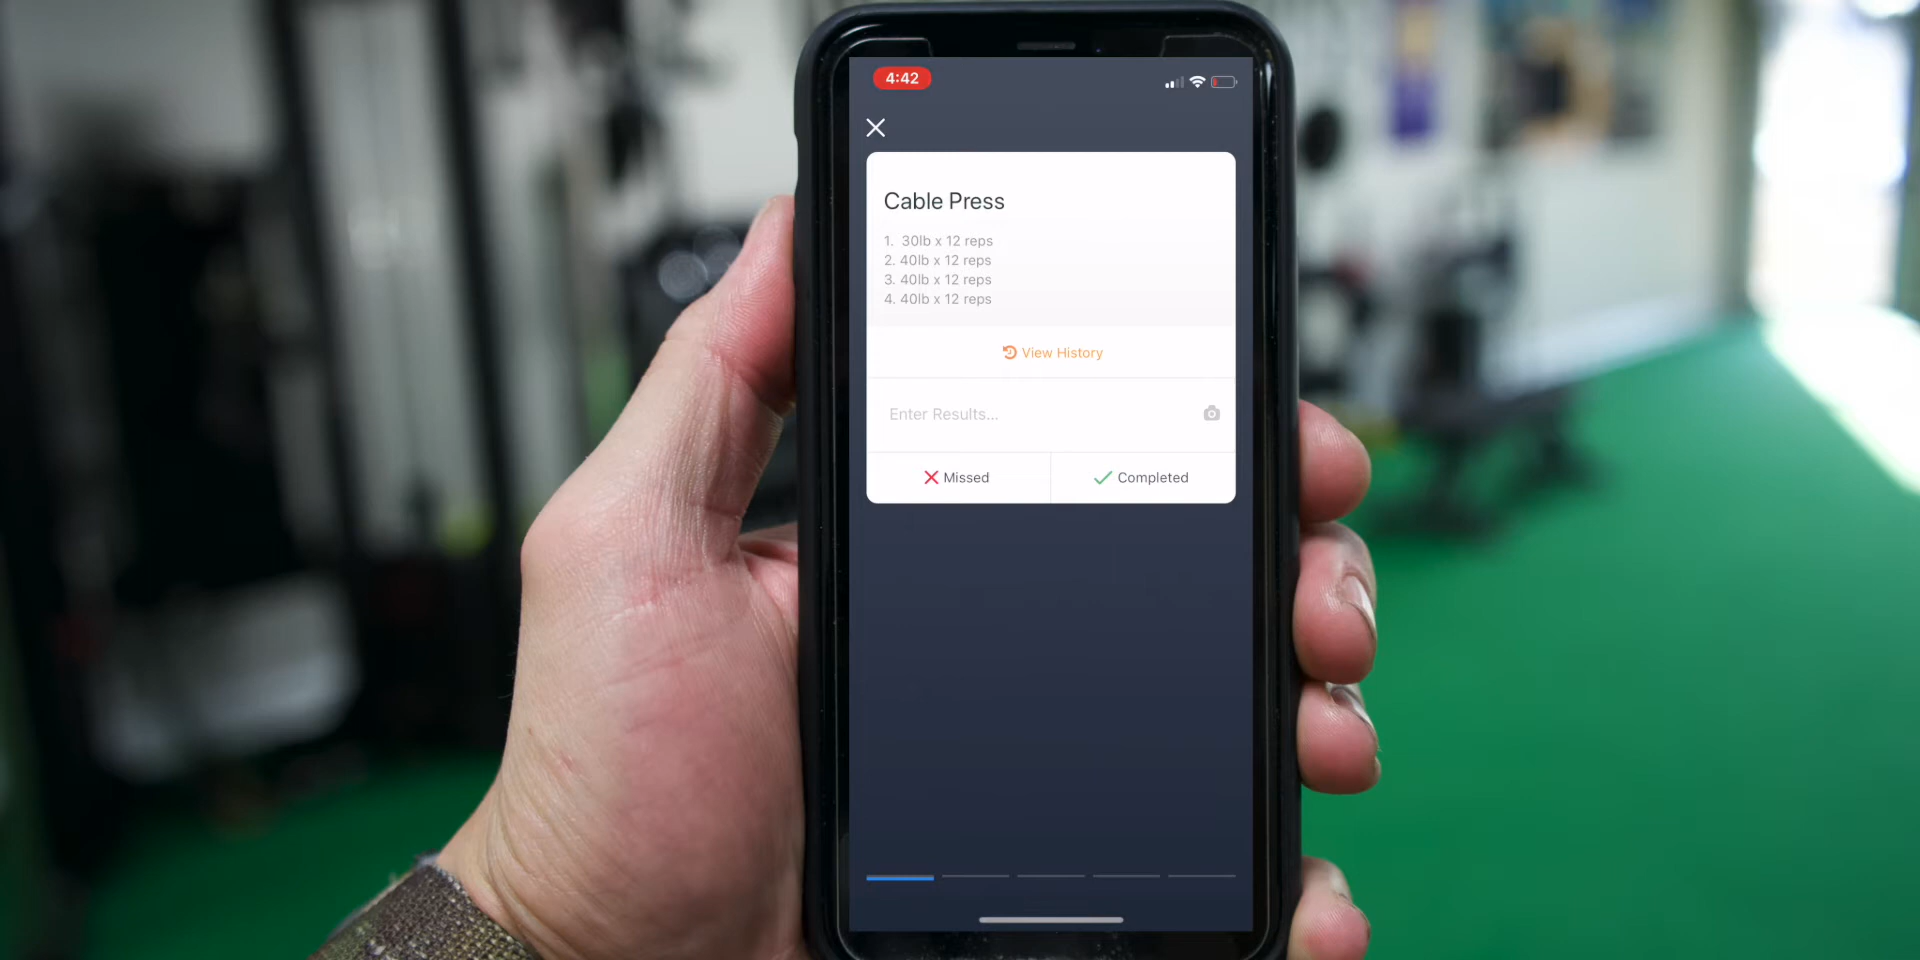 4:42
Cable Press
1. 30lb x 12 reps
2. 40lb x 12 reps
3. 40lb x 12 reps
4. 40lb x 12 reps
View History
Enter Results...
Missed
Completed